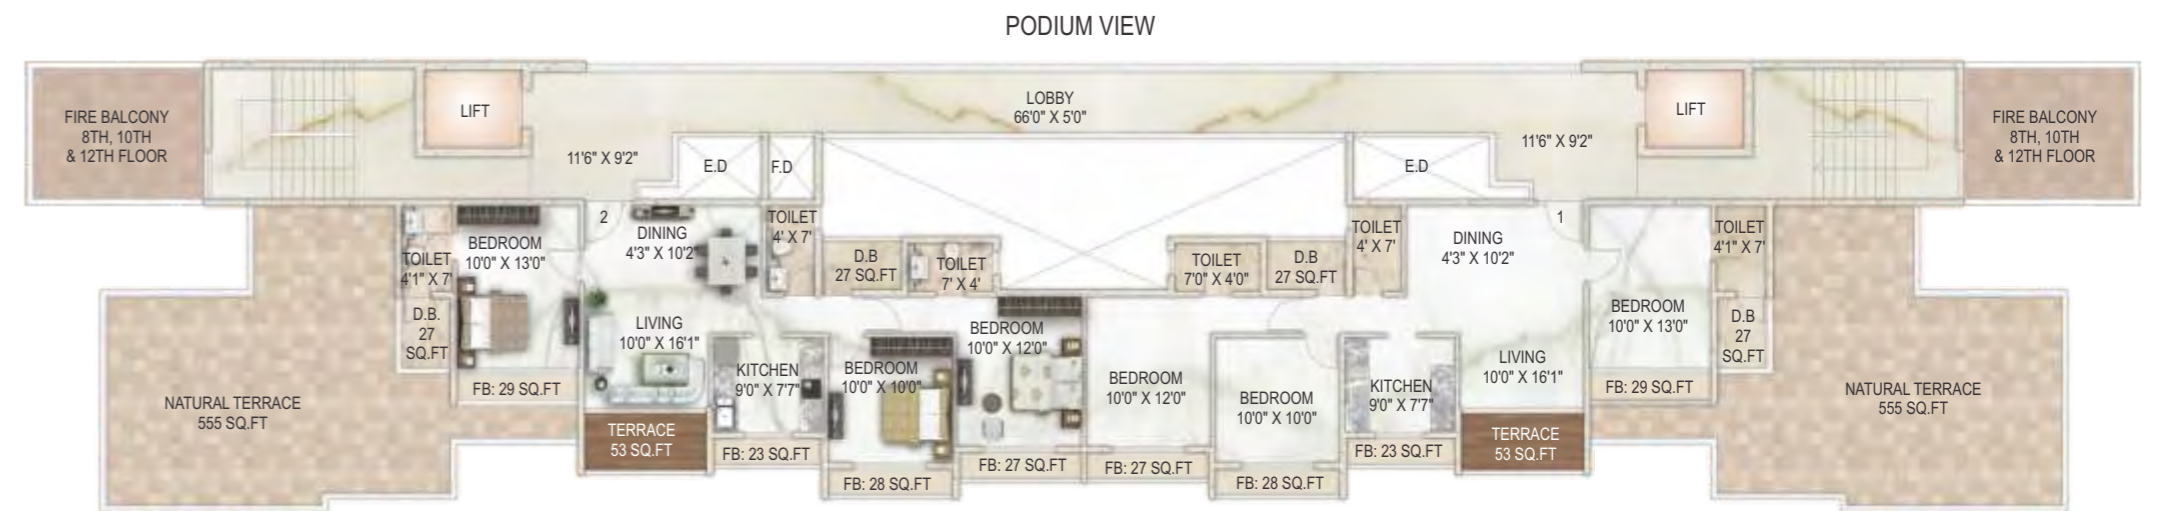 PODIUM VIEW
FIRE BALCONY
8TH, 10TH
& 12TH FLOOR
LIFT
LOBBY
66'0" X 5'0"
LIFT
FIRE BALCONY
8TH, 10TH
& 12TH FLOOR
11'6" X 9'2"
E.D
F.D
E.D
11'6" X 9'2"
2
TOILET
4'1" X 7'
BEDROOM
10'0" X 13'0"
DINING
4'3" X 10'2"
TOILET
4' X 7'
D.B
27 SQ.FT
TOILET
7' X 4'
TOILET
7'0" X 4'0"
D.B
27 SQ.FT
TOILET
4' X 7'
DINING
4'3" X 10'2"
1
TOILET
4'1" X 7'
D.B.
27
SQ.FT
LIVING
10'0" X 16'1"
KITCHEN
9'0" X 7'7"
BEDROOM
10'0" X 10'0"
BEDROOM
10'0" X 12'0"
BEDROOM
10'0" X 12'0"
BEDROOM
10'0" X 10'0"
KITCHEN
9'0" X 7'7"
LIVING
10'0" X 16'1"
BEDROOM
10'0" X 13'0"
D.B
27
SQ.FT
NATURAL TERRACE
555 SQ.FT
FB: 29 SQ.FT
TERRACE
53 SQ.FT
FB: 23 SQ.FT
FB: 28 SQ.FT
FB: 27 SQ.FT
FB: 27 SQ.FT
FB: 28 SQ.FT
FB: 23 SQ.FT
TERRACE
53 SQ.FT
FB: 29 SQ.FT
NATURAL TERRACE
555 SQ.FT